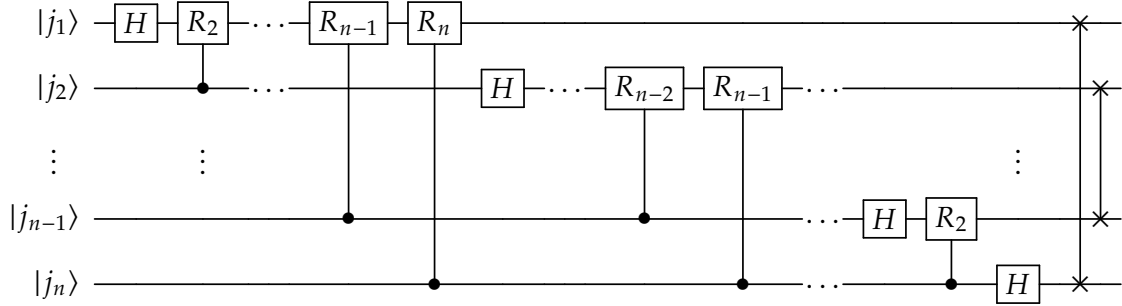 |j₁⟩ H R₂ ⋯ Rₙ₋₁ Rₙ
|j₂⟩ ⋯ H ⋯ Rₙ₋₂ Rₙ₋₁ ⋯
⋮ ⋮ ⋮
|jₙ₋₁⟩ ⋯ H R₂
|jₙ⟩ ⋯ H